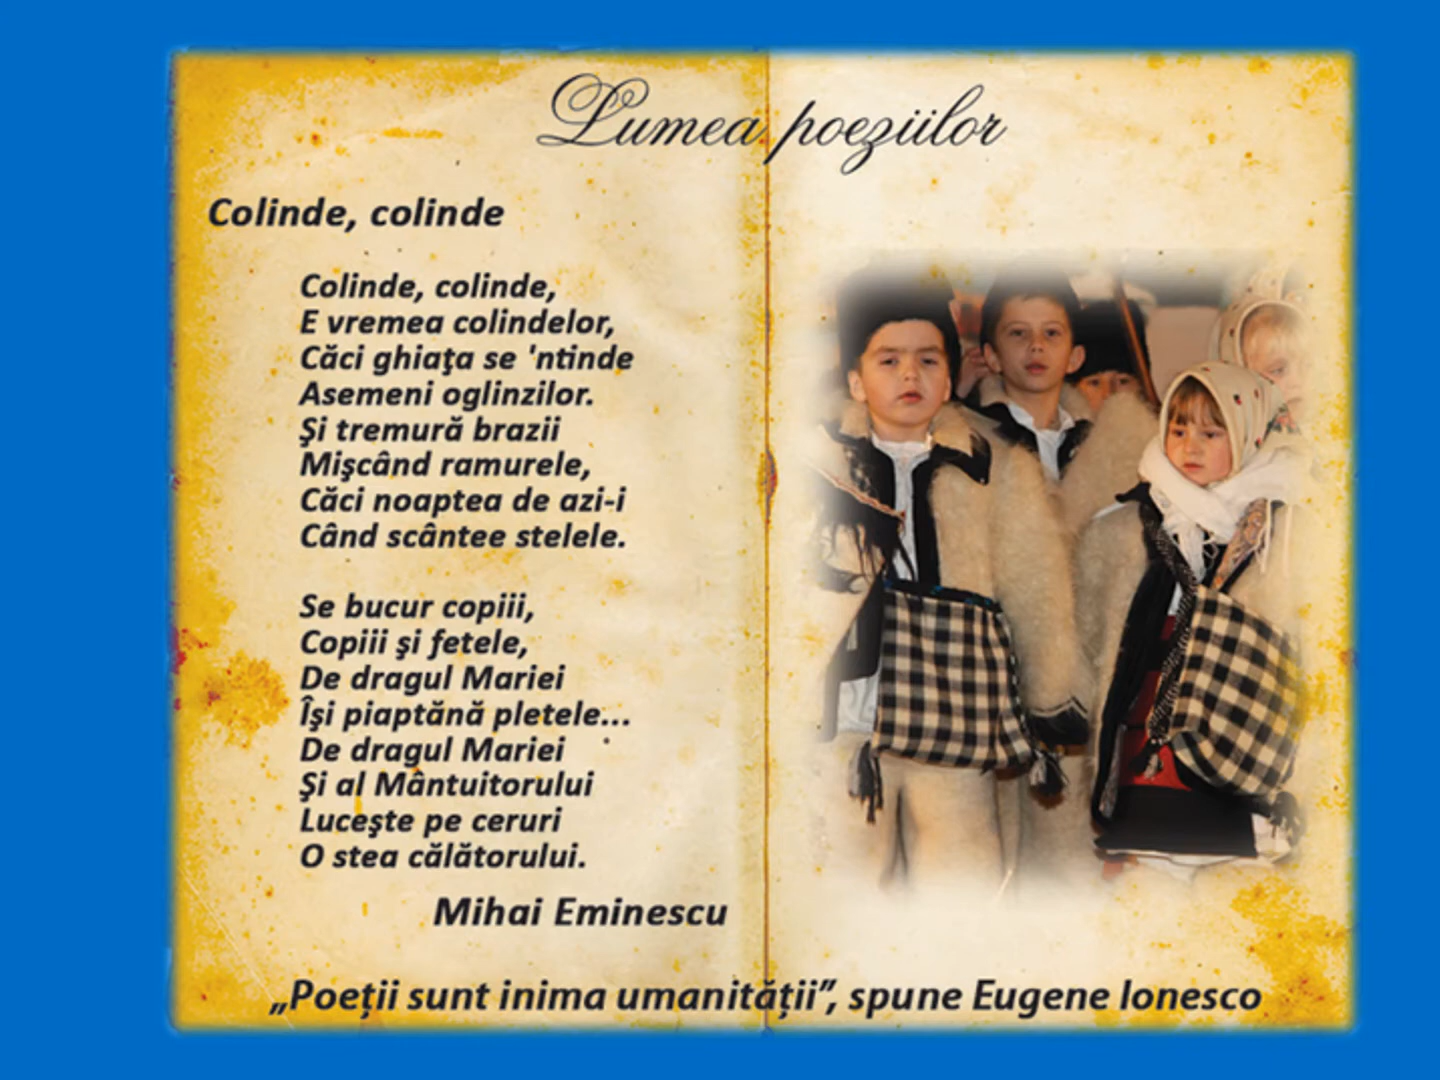 Lumea poeziilor
Colinde, colinde
Colinde, colinde,
E vremea colindelor,
Căci ghiaţa se 'ntinde
Asemeni oglinzilor.
Şi tremură brazii
Mişcând ramurele,
Căci noaptea de azi-i
Când scântee stelele.
Se bucur copiii,
Copiii şi fetele,
De dragul Mariei
Îşi piaptănă pletele...
De dragul Mariei
Şi al Mântuitorului
Luceşte pe ceruri
O stea călătorului.
Mihai Eminescu
„Poeții sunt inima umanității”, spune Eugene Ionesco